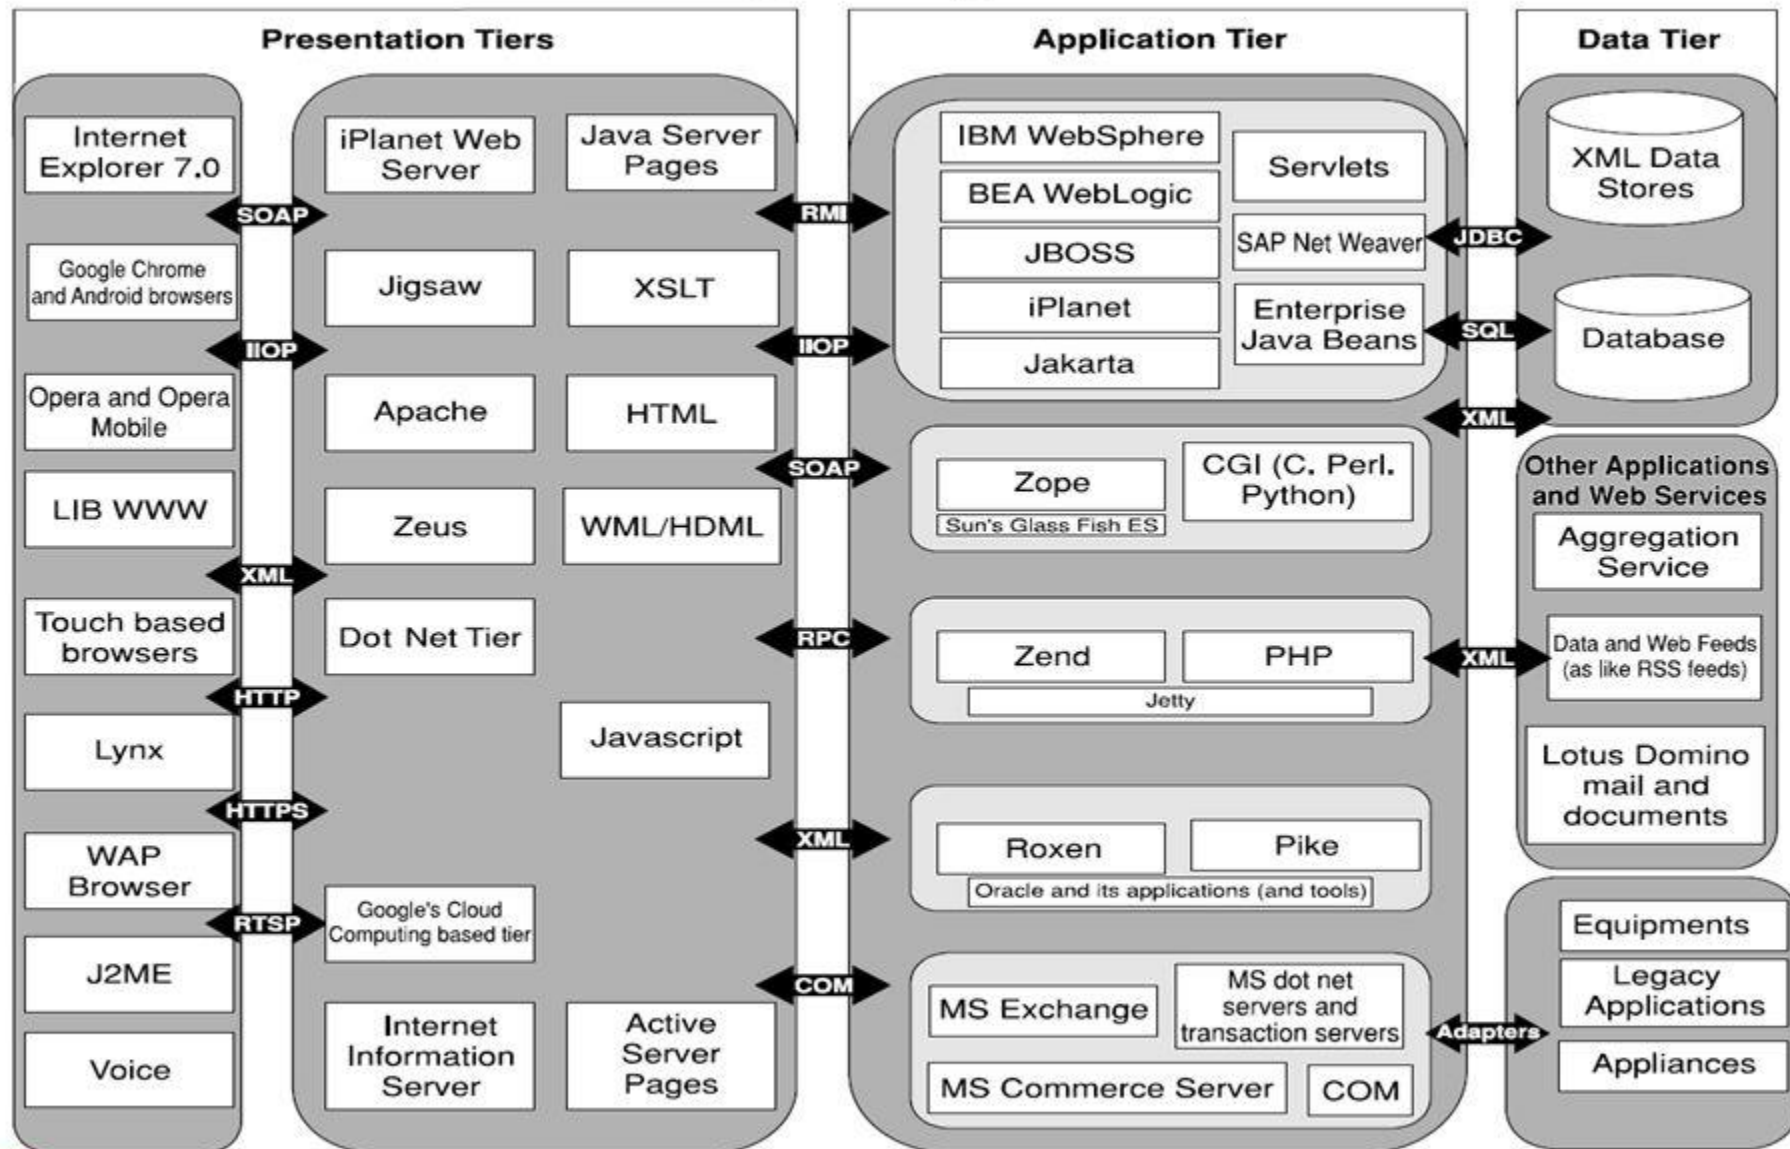 Presentation Tiers
Internet
Explorer 7.0
Google Chrome
and Android browsers
Opera and Opera
Mobile
LIB WWW
Touch based
browsers
Lynx
WAP
Browser
J2ME
Voice
SOAP
IIOP
XML
HTTP
HTTPS
RTSP
iPlanet Web
Server
Jigsaw
Apache
Zeus
Dot Net Tier
Google's Cloud
Computing based tier
Internet
Information
Server
Java Server
Pages
XSLT
HTML
WML/HDML
Javascript
Active
Server
Pages
RMI
IIOP
SOAP
RPC
XML
COM
Application Tier
IBM WebSphere
BEA WebLogic
JBOSS
iPlanet
Jakarta
Servlets
SAP Net Weaver
Enterprise
Java Beans
Zope
Sun's Glass Fish ES
CGI (C. Perl.
Python)
Zend
PHP
Jetty
Roxen
Pike
Oracle and its applications (and tools)
MS Exchange
MS dot net
servers and
transaction servers
MS Commerce Server
COM
JDBC
SQL
XML
XML
Adapters
Data Tier
XML Data
Stores
Database
Other Applications
and Web Services
Aggregation
Service
Data and Web Feeds
(as like RSS feeds)
Lotus Domino
mail and
documents
Equipments
Legacy
Applications
Appliances